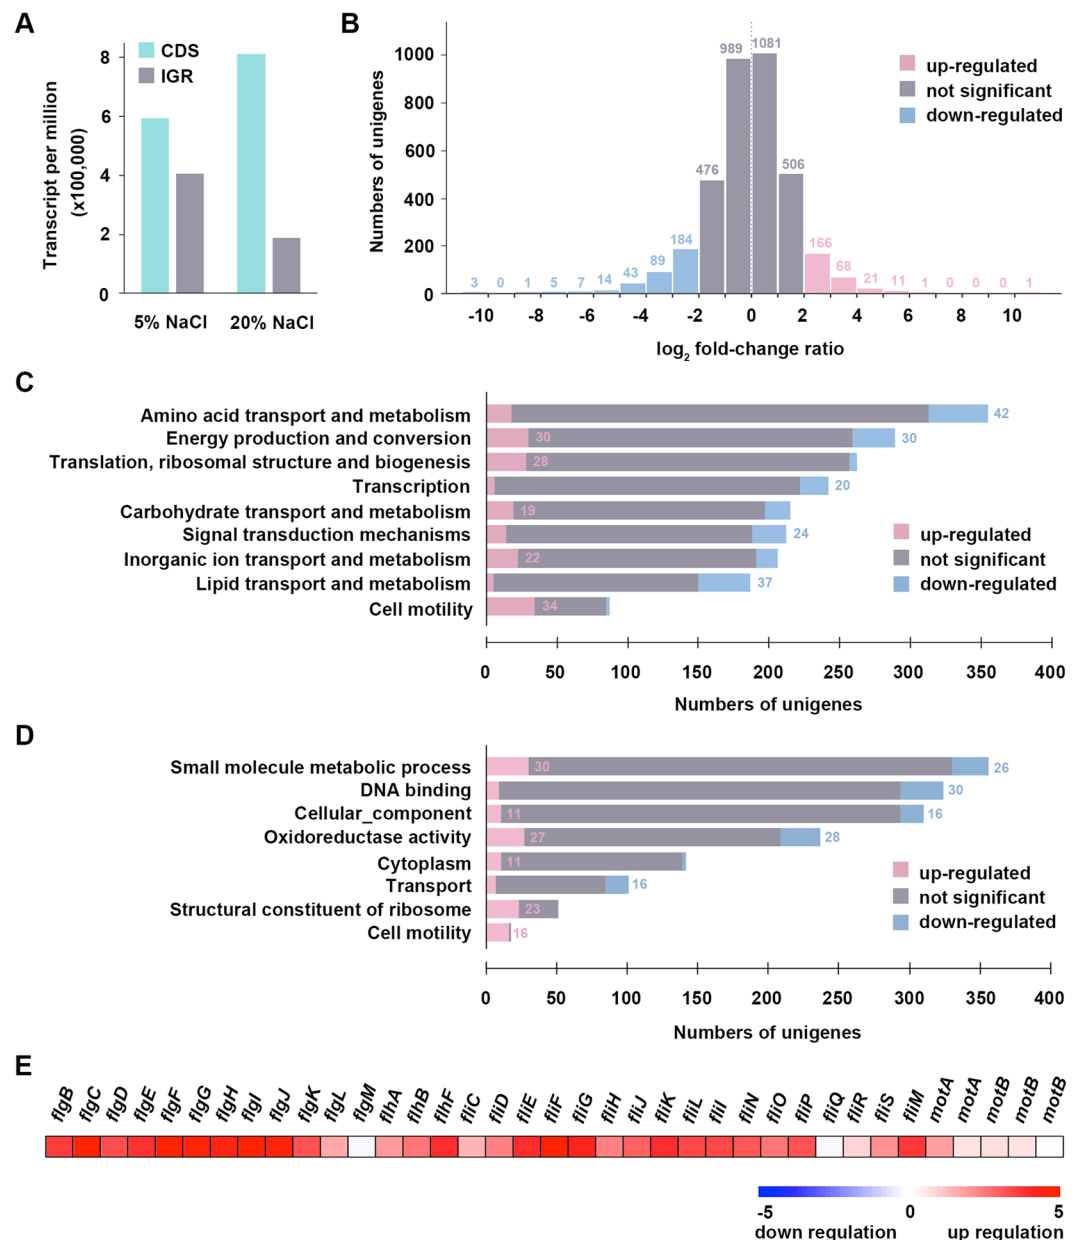 A
CDS
IGR
Transcript per million
(x100,000)
8
6
4
2
0
5% NaCl
20% NaCl
B
Numbers of unigenes
1000
800
600
400
200
0
3 0 1 5 7 14 43 89 184 476 989 1081 506 166 68 21 11 1 0 0 0 1
-10 -8 -6 -4 -2 0 2 4 6 8 10
log2 fold-change ratio
up-regulated
not significant
down-regulated
C
Amino acid transport and metabolism 42
Energy production and conversion 30 30
Translation, ribosomal structure and biogenesis 28
Transcription 20
Carbohydrate transport and metabolism 19
Signal transduction mechanisms 24
Inorganic ion transport and metabolism 22
Lipid transport and metabolism 37
Cell motility 34
up-regulated
not significant
down-regulated
0 50 100 150 200 250 300 350 400
Numbers of unigenes
D
Small molecule metabolic process 30 26
DNA binding 30
Cellular_component 11 16
Oxidoreductase activity 27 28
Cytoplasm 11
Transport 16
Structural constituent of ribosome 23
Cell motility 16
up-regulated
not significant
down-regulated
0 50 100 150 200 250 300 350 400
Numbers of unigenes
E
flgB flgC flgD flgE flgF flgG flgH flgI flgJ flgK flgL flgM flhA flhB flhF fliC fliD fliE fliF fliG fliH fliJ fliK fliL fliI fliN fliO fliP fliQ fliR fliS fliM motA motA motB motB motB
-5 0 5
down regulation up regulation